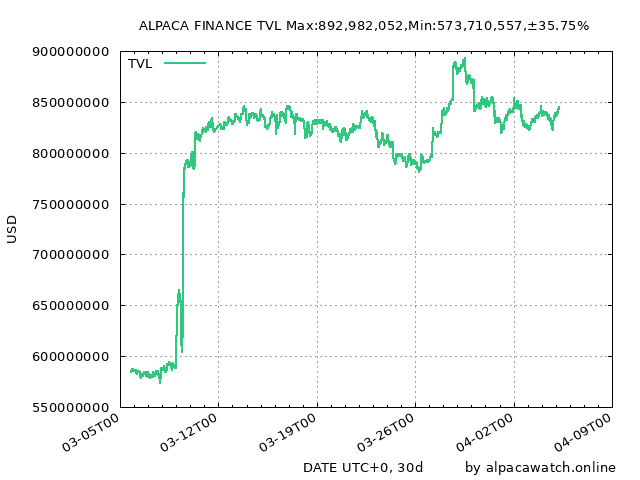 ALPACA FINANCE TVL Max:892,982,052,Min:573,710,557,±35.75%
TVL
900000000
850000000
800000000
750000000
700000000
650000000
600000000
550000000
USD
03-05T00
03-12T00
03-19T00
03-26T00
04-02T00
04-09T00
DATE UTC+0, 30d
by alpacawatch.online